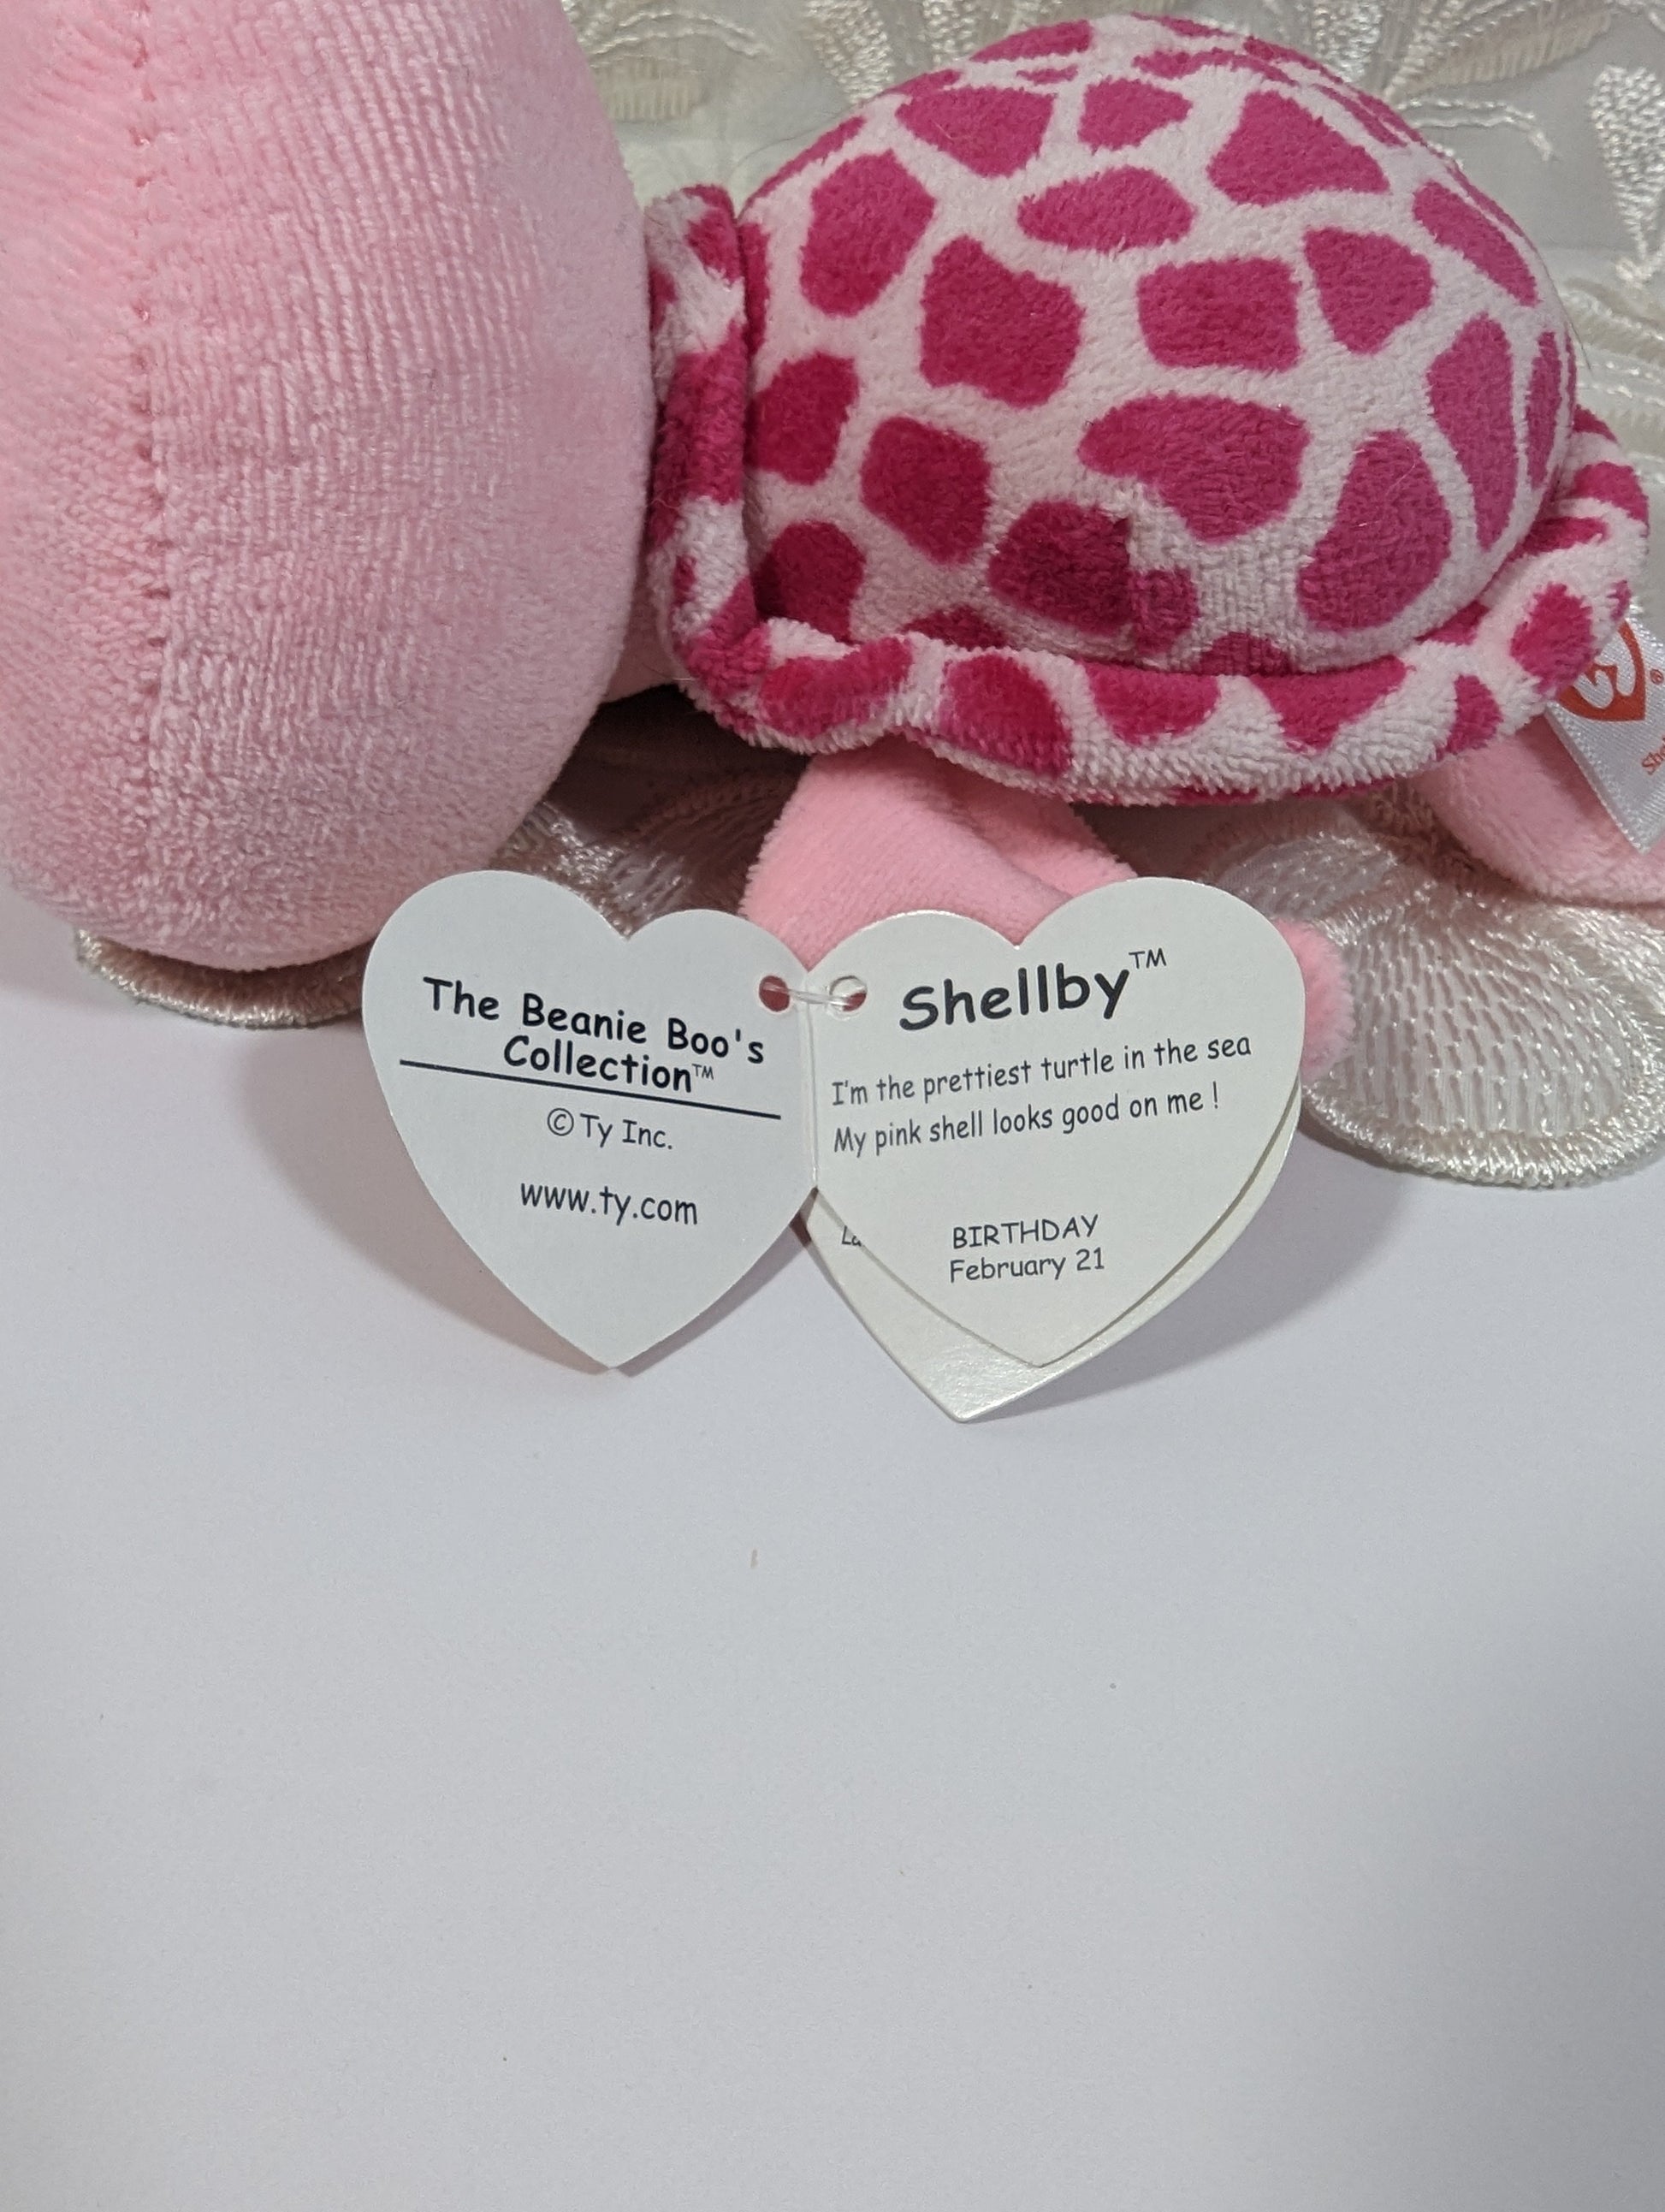 The Beanie Boo's
Collection™
© Ty Inc.
www.ty.com
Shellby™
I'm the prettiest turtle in the sea
My pink shell looks good on me !
BIRTHDAY
February 21